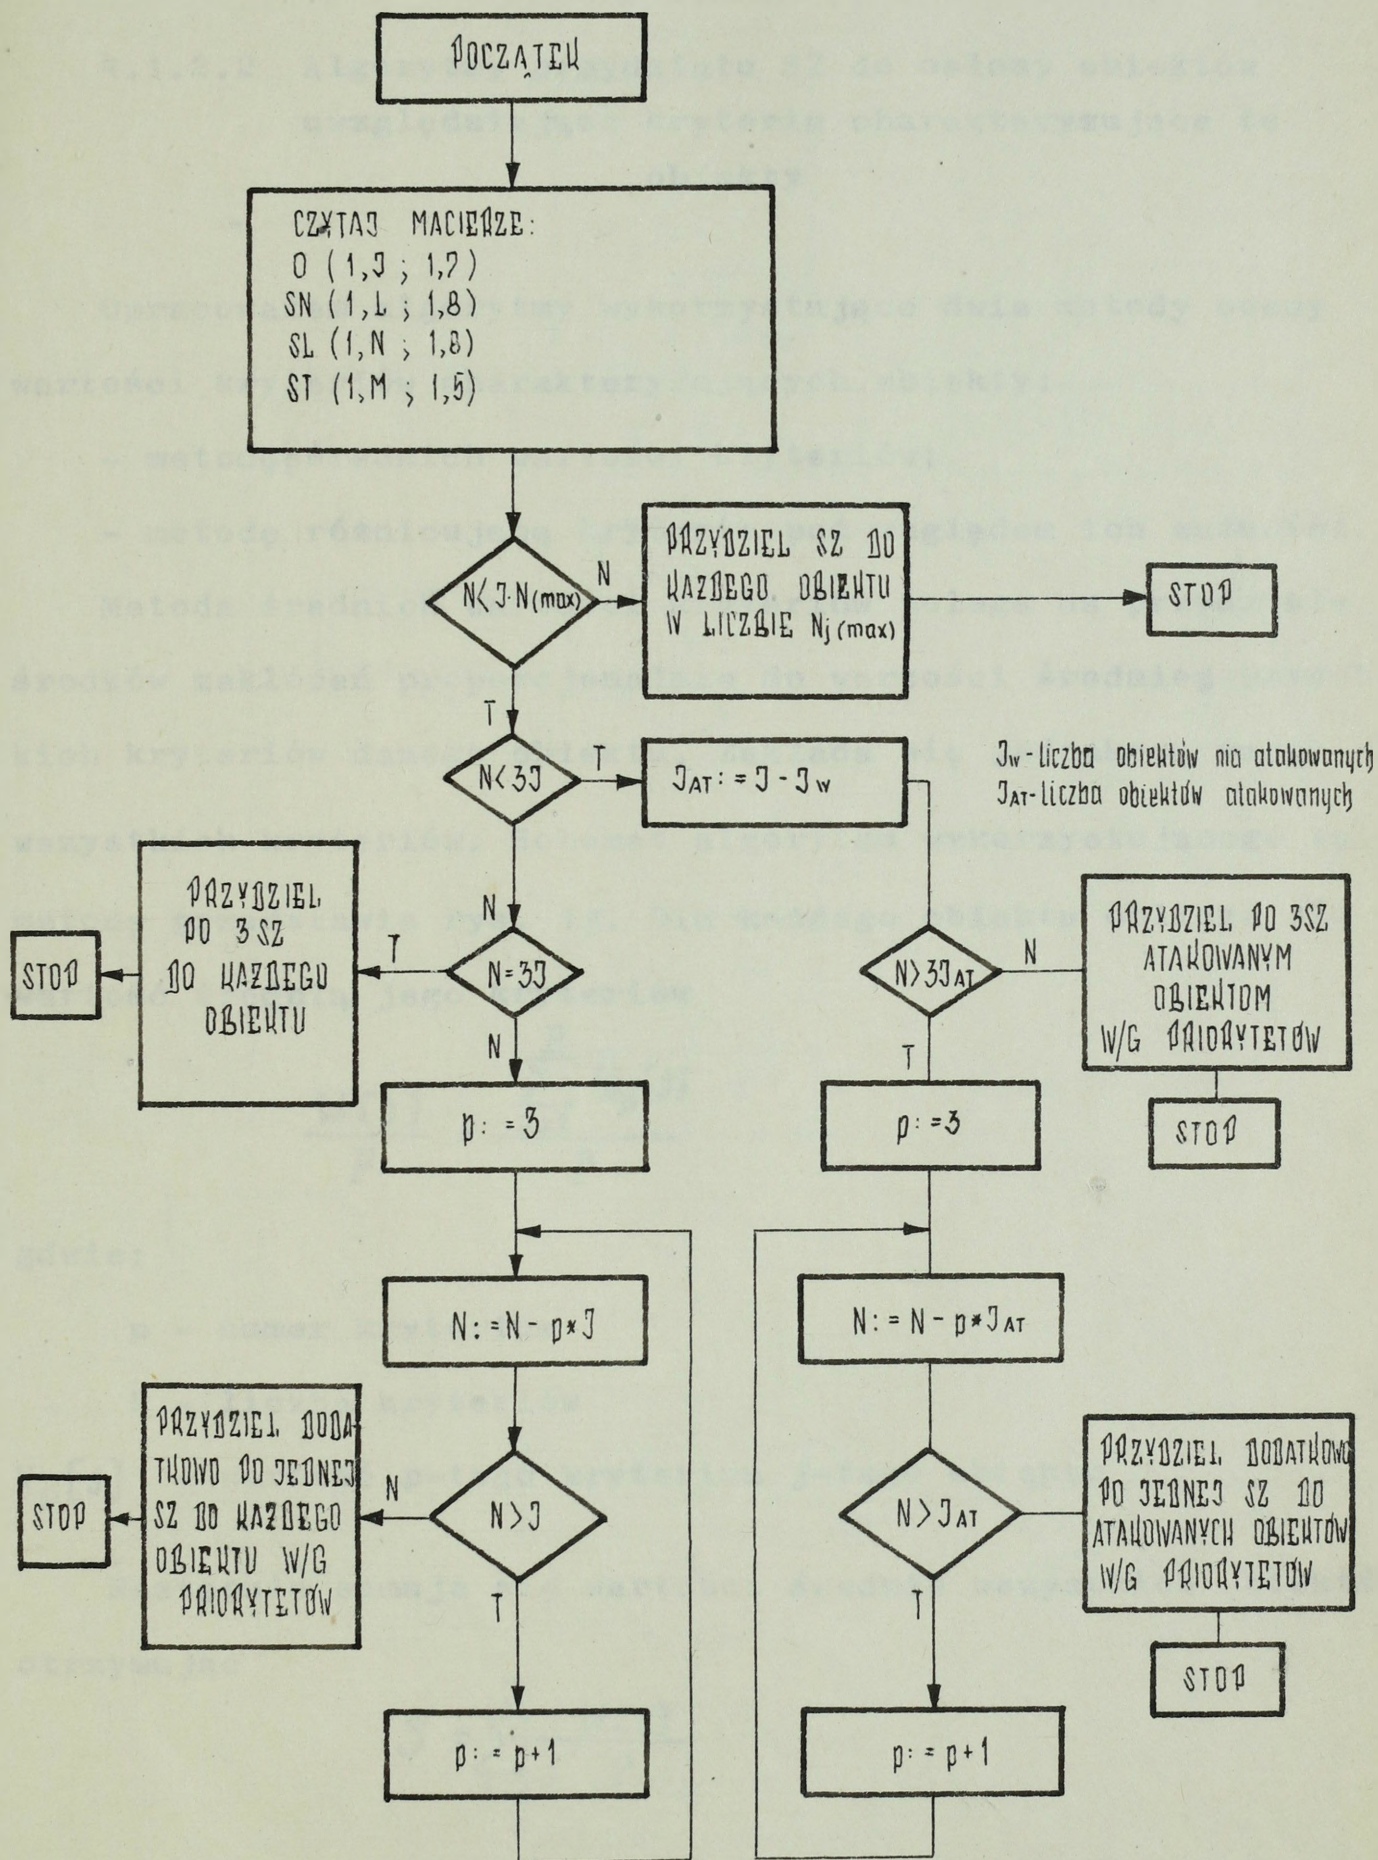 POCZĄTEK
CZYTAJ MACIERZE:
O (1,J ; 1,7)
SN (1,L ; 1,8)
SL (1,N ; 1,8)
ST (1,M ; 1,5)
N<J·N(max)
N
PRZYDZIEL SZ DO
KAŻDEGO OBIEKTU
W LICZBIE Nj(max)
STOP
T
N<3J
T
JAT:=J-Jw
Jw-liczba obiektów nie atakowanych
JAT-liczba obiektów atakowanych
N
N=3J
T
PRZYDZIEL
PO 3 SZ
DO KAŻDEGO
OBIEKTU
STOP
N
p:=3
N>3JAT
N
PRZYDZIEL PO 3SZ
ATAKOWANYM
OBIEKTOM
W/G PRIORYTETÓW
STOP
T
p:=3
N:=N-p*J
N:=N-p*JAT
N>J
N
PRZYDZIEL DODA-
TKOWO PO JEDNEJ
SZ DO KAŻDEGO
OBIEKTU W/G
PRIORYTETÓW
STOP
T
p:=p+1
N>JAT
PRZYDZIEL DODATKOWO
PO JEDNEJ SZ DO
ATAKOWANYCH OBIEKTÓW
W/G PRIORYTETÓW
STOP
T
p:=p+1